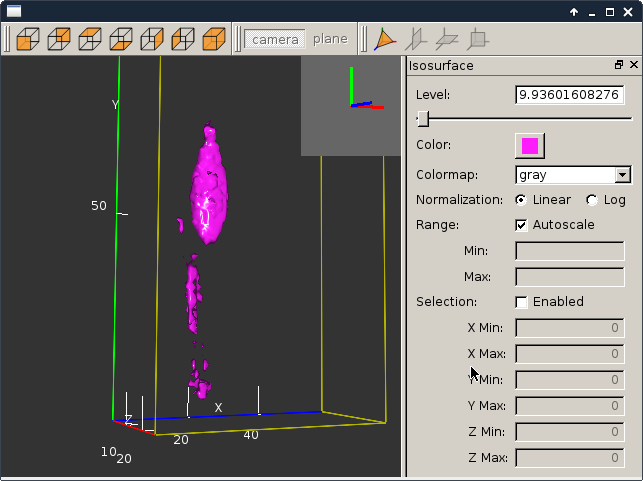 camera plane
Isosurface
Level: 9.93601608276
Color:
Colormap: gray
Normalization: Linear Log
Range: Autoscale
Min:
Max:
Selection: Enabled
X Min: 0
X Max: 0
Y Min: 0
Y Max: 0
Z Min: 0
Z Max: 0
Y
50
X
Z
20 40
10 20